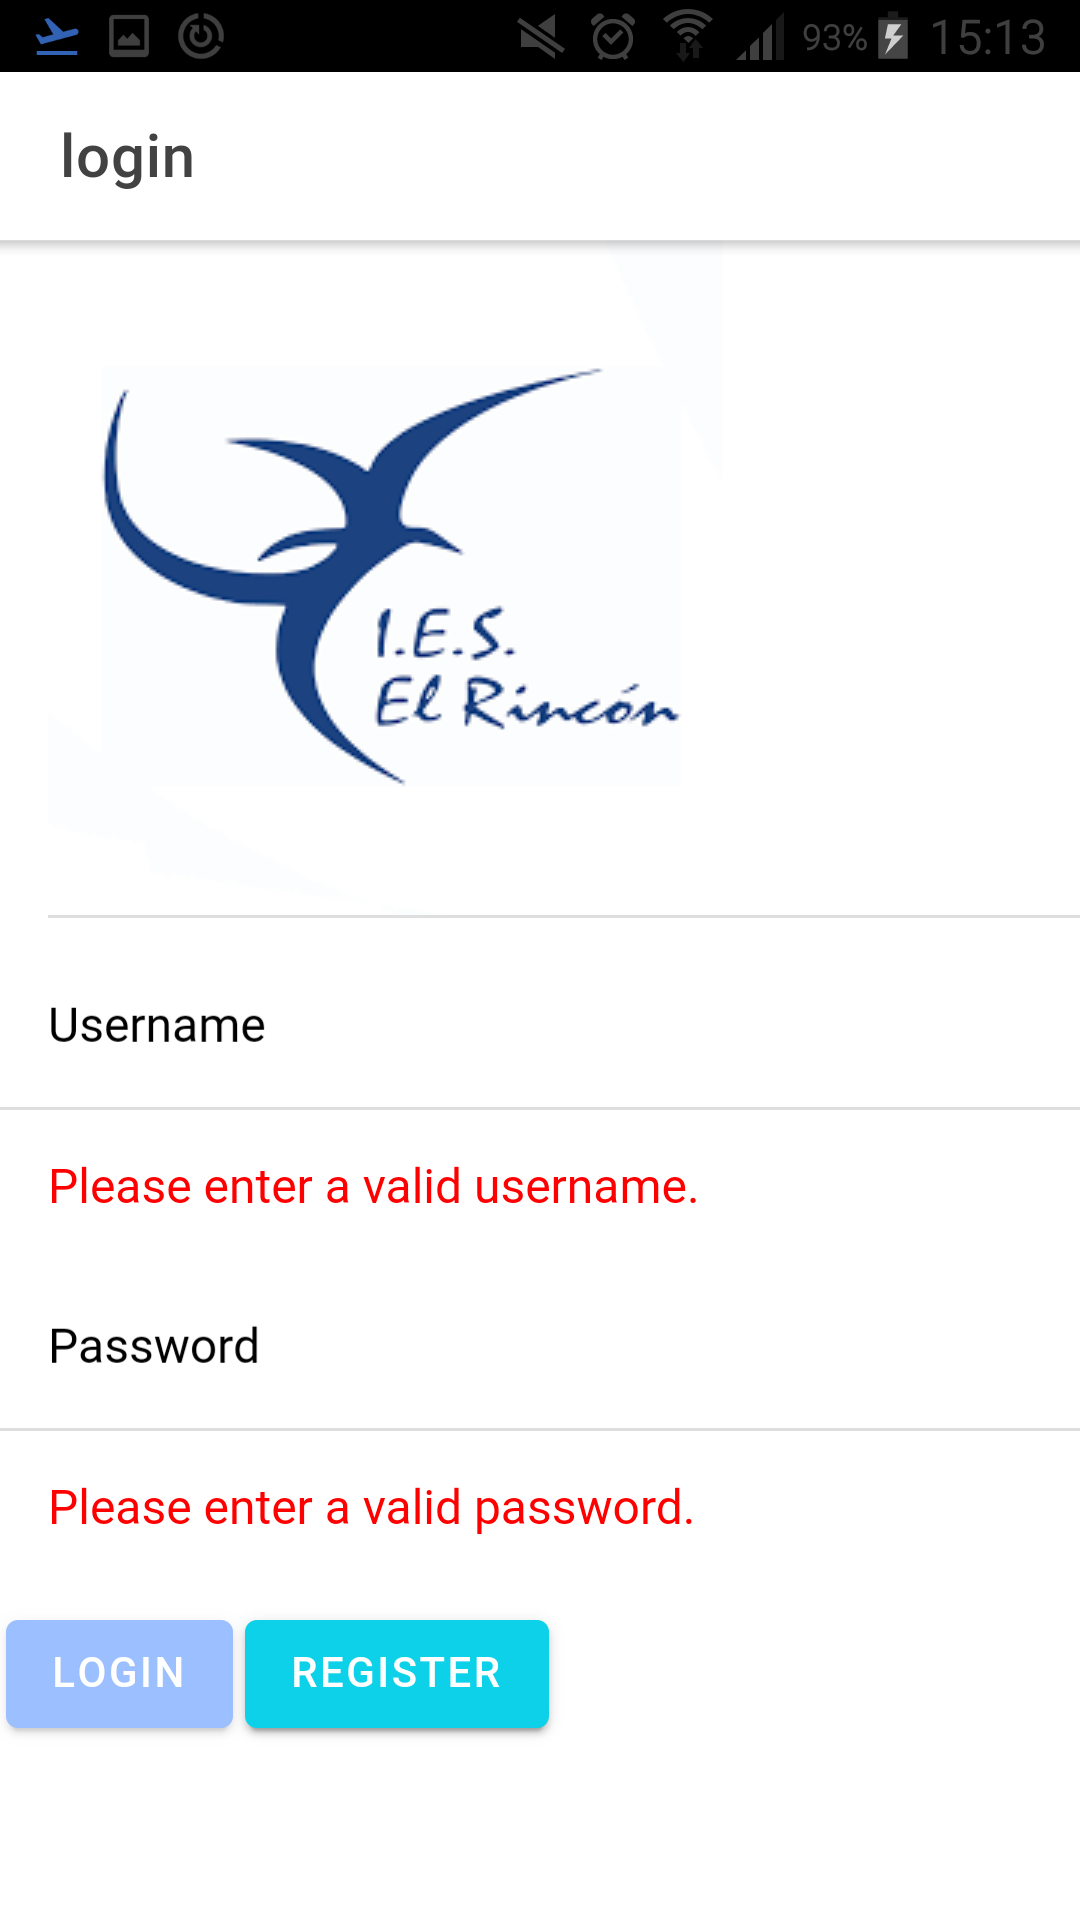 93% 15:13
login
I.E.S.
El Rincón
Username
Please enter a valid username.
Password
Please enter a valid password.
LOGIN REGISTER